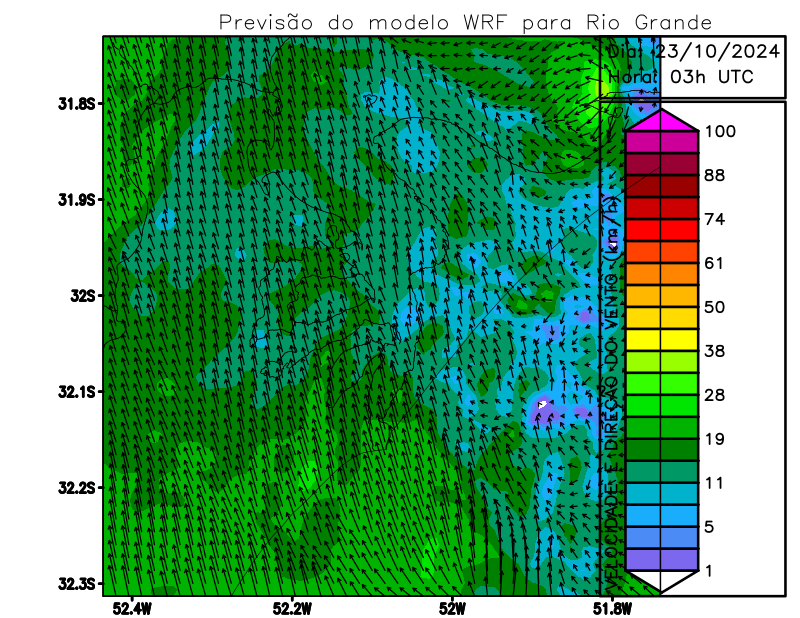 Previsão do modelo WRF para Rio Grande
Dia: 23/10/2024
Hora: 03h UTC
31.8S
31.9S
32S
32.1S
32.2S
32.3S
52.4W
52.2W
52W
51.8W
VELOCIDADE E DIREÇÃO DO VENTO (km/h)
100
88
74
61
50
38
28
19
11
5
1